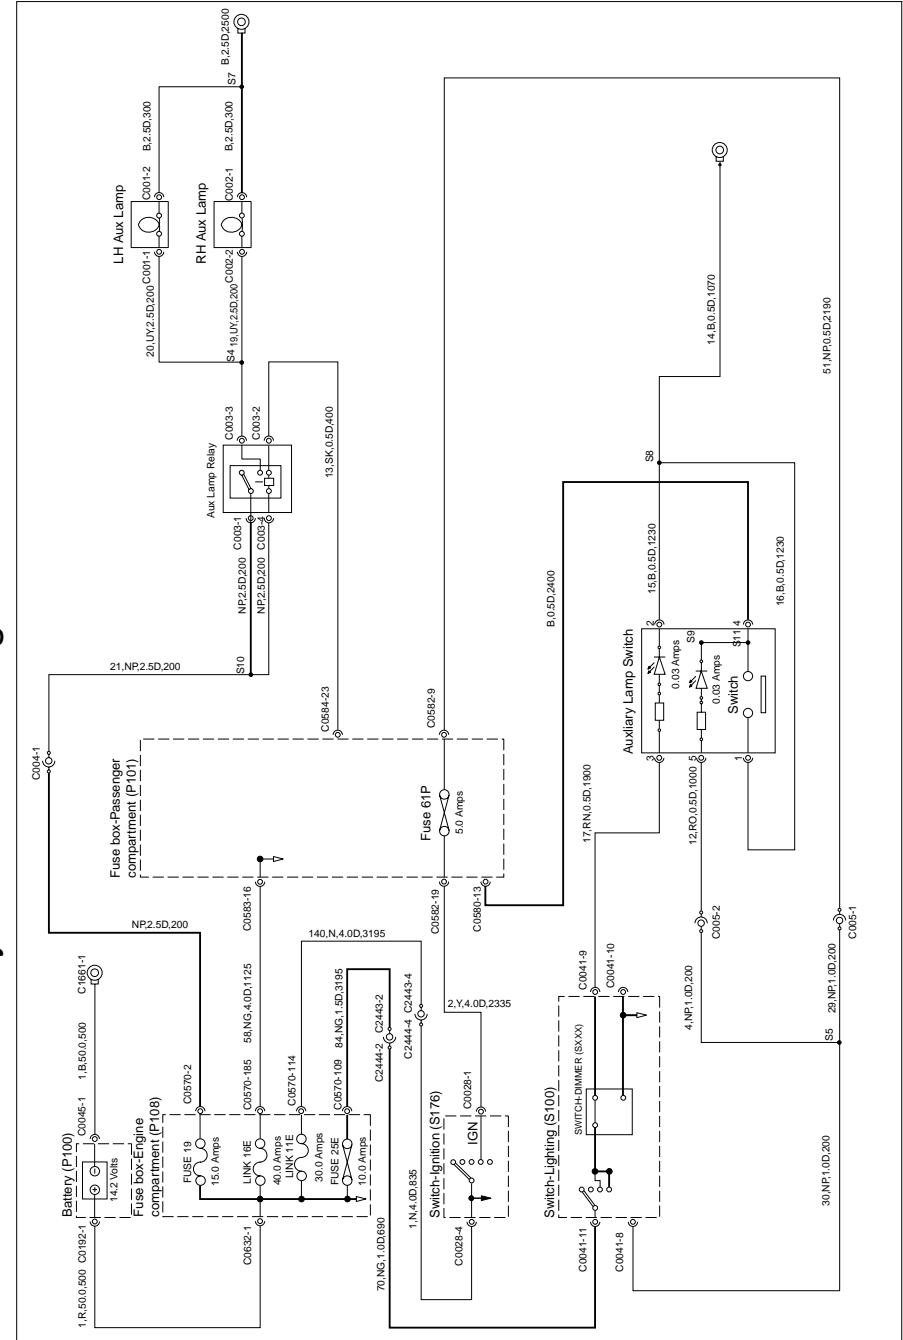 C004-1
1,R,50.0,500
C0192-1
Battery (P100)
14.2 Volts
C0045-1
1,B,50.0,500
C1661-1
21,NP,2.5D,200
LH Aux Lamp
C001-1
C001-2
20,UY,2.5D,200
B,2.5D,300
Fuse box-Engine
compartment (P108)
C0570-2
NP,2.5D,200
Fuse box-Passenger
compartment (P101)
FUSE 19
15.0 Amps
RH Aux Lamp
C002-2
C002-1
Aux Lamp Relay
C003-3
S4
19,UY,2.5D,200
B,2.5D,300
S7
B,2.5D,2500
C0632-1
LINK 16E
40.0 Amps
C0570-185
58,NG,4.0D,1125
C0583-16
S10
NP,2.5D,200
C003-1
C003-2
NP,2.5D,200
C003-4
LINK 11E
30.0 Amps
C0570-114
140,N,4.0D,3195
C0584-23
13,SK,0.5D,400
FUSE 25E
10.0 Amps
C0570-109
84,NG,1.5D,3195
70,NG,1.0D,690
C2444-2
C2443-2
1,N,4.0D,835
C2444-4
C2443-4
Switch-Ignition (S176)
C0028-4
IGN
C0028-1
2,Y,4.0D,2335
C0582-19
Fuse 61P
5.0 Amps
C0582-9
C0580-13
B,0.5D,2400
Switch-Lighting (S100)
SWITCH-DIMMER (SXXX)
C0041-11
C0041-9
17,RN,0.5D,1900
C0041-8
C0041-10
Auxliary Lamp Switch
3
0.03 Amps
2
15,B,0.5D,1230
S8
14,B,0.5D,1070
4,NP,1.0D,200
C005-2
12,RO,0.5D,1000
5
0.03 Amps
S9
Switch
1
S11
4
16,B,0.5D,1230
30,NP,1.0D,200
S5
29,NP,1.0D,200
C005-1
51,NP,0.5D,2190